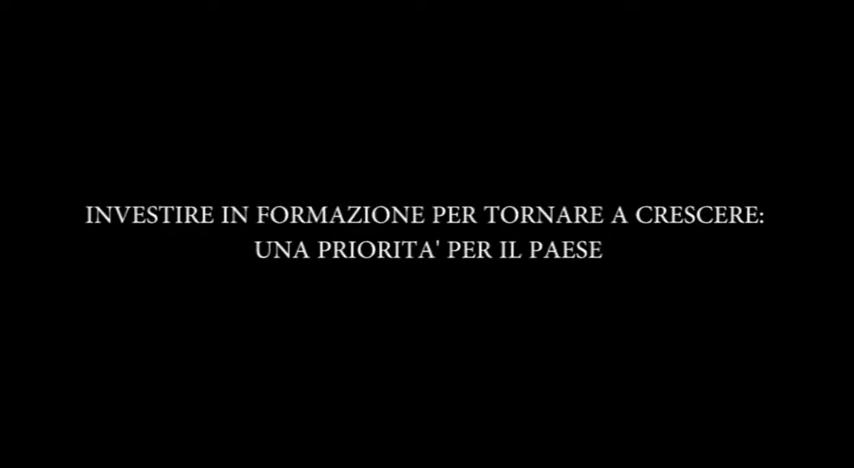 INVESTIRE IN FORMAZIONE PER TORNARE A CRESCERE:
UNA PRIORITA' PER IL PAESE